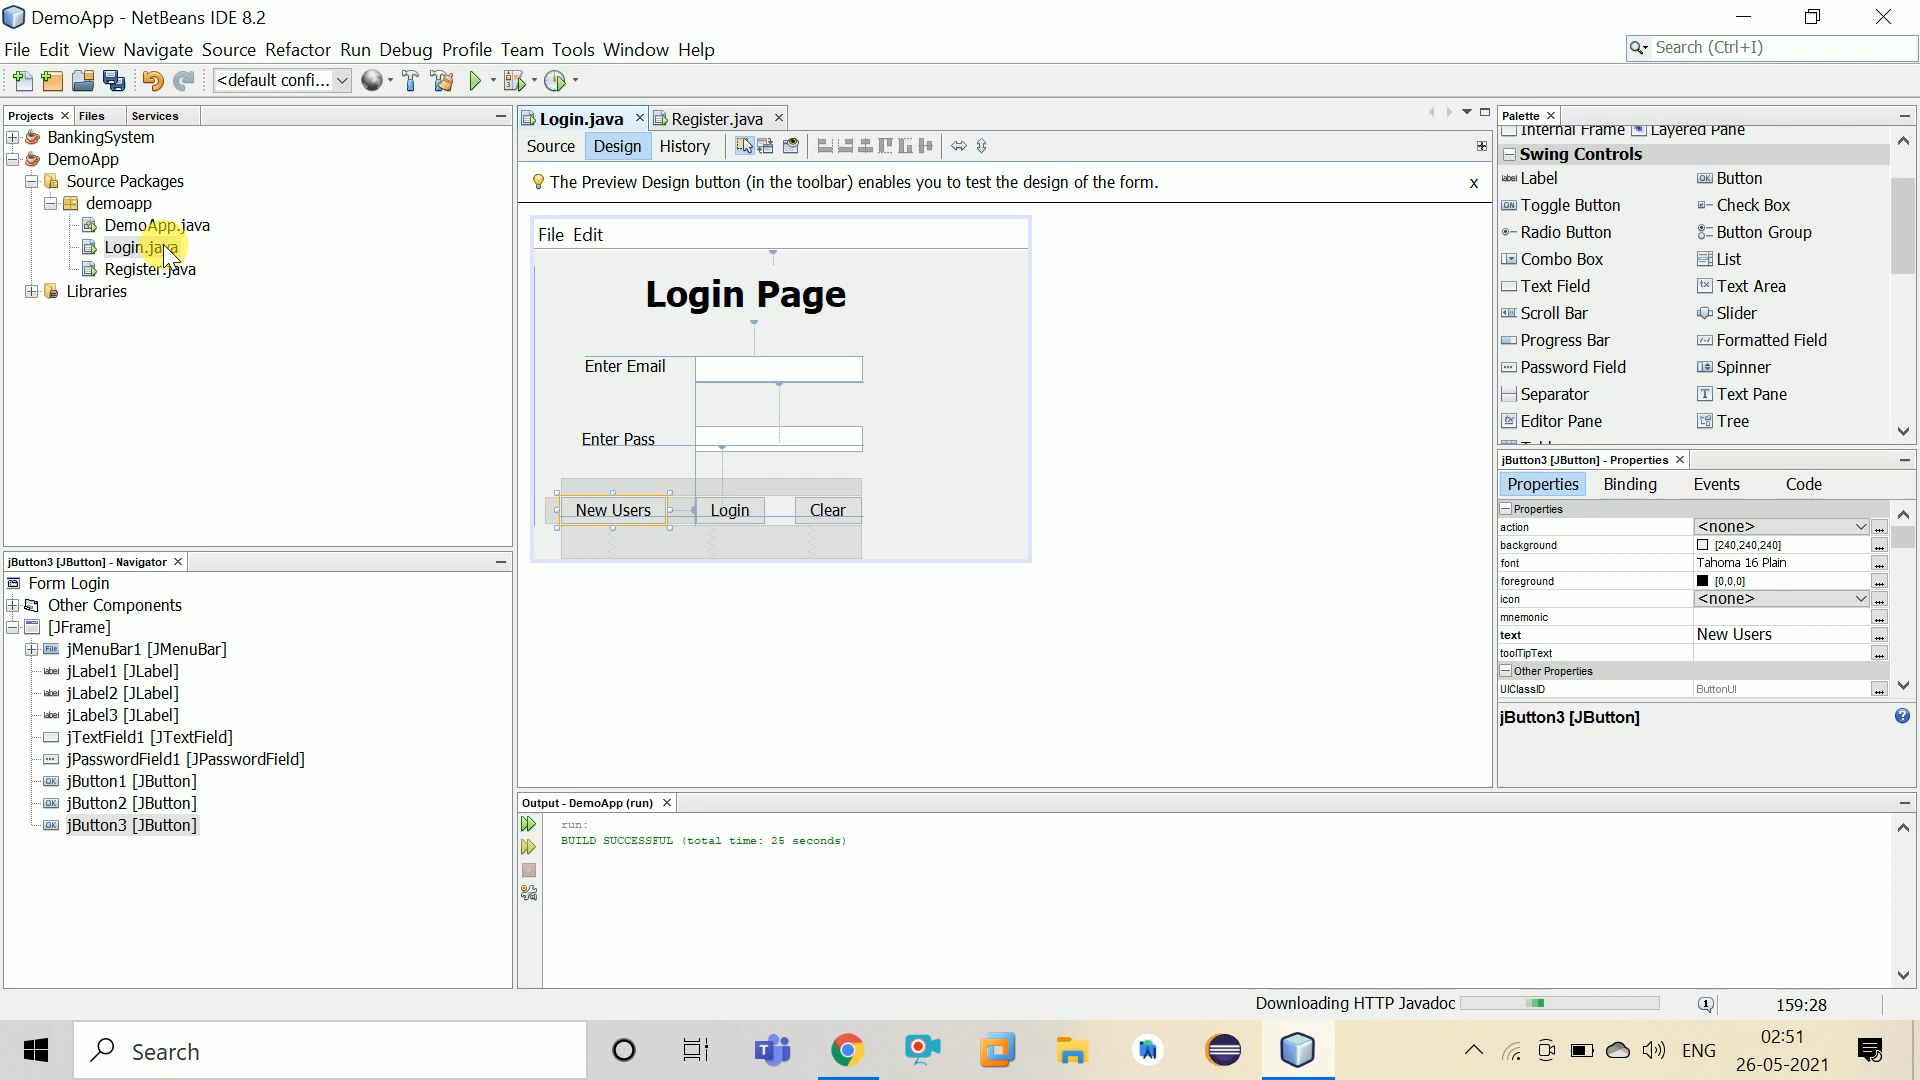 DemoApp - NetBeans IDE 8.2
File Edit View Navigate Source Refactor Run Debug Profile Team Tools Window Help
Search (Ctrl+I)
<default confi...
Projects Files Services
BankingSystem
DemoApp
Source Packages
demoapp
DemoApp.java
Login.java
Register.java
Libraries
jButton3 [JButton] - Navigator
Form Login
Other Components
[JFrame]
jMenuBar1 [JMenuBar]
jLabel1 [JLabel]
jLabel2 [JLabel]
jLabel3 [JLabel]
jTextField1 [JTextField]
jPasswordField1 [JPasswordField]
jButton1 [JButton]
jButton2 [JButton]
jButton3 [JButton]
Login.java Register.java
Source Design History
The Preview Design button (in the toolbar) enables you to test the design of the form. x
File Edit
Login Page
Enter Email
Enter Pass
New Users Login Clear
Output - DemoApp (run)
run:
BUILD SUCCESSFUL (total time: 25 seconds)
Palette
Internal Frame Layered Pane
Swing Controls
Label Button
Toggle Button Check Box
Radio Button Button Group
Combo Box List
Text Field Text Area
Scroll Bar Slider
Progress Bar Formatted Field
Password Field Spinner
Separator Text Pane
Editor Pane Tree
jButton3 [JButton] - Properties
Properties Binding Events Code
Properties
action <none>
background [240,240,240]
font Tahoma 16 Plain
foreground [0,0,0]
icon <none>
mnemonic
text New Users
toolTipText
Other Properties
UIClassID ButtonUI
jButton3 [JButton]
Downloading HTTP Javadoc 159:28
Search
ENG
02:51
26-05-2021